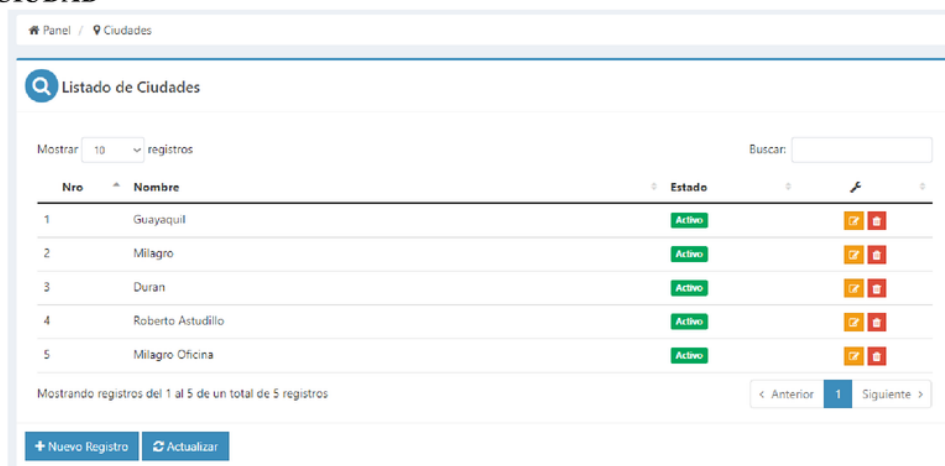 CIUDAD
Panel / Ciudades
Listado de Ciudades
Mostrar 10 registros Buscar:
Nro Nombre Estado
1 Guayaquil Activo
2 Milagro Activo
3 Duran Activo
4 Roberto Astudillo Activo
5 Milagro Oficina Activo
Mostrando registros del 1 al 5 de un total de 5 registros < Anterior 1 Siguiente >
+ Nuevo Registro Actualizar